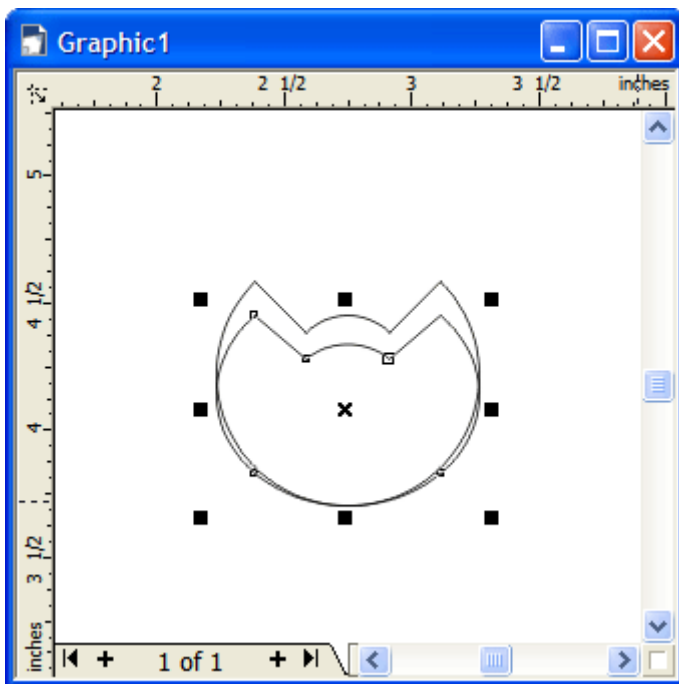 Graphic1
2 2 1/2 3 3 1/2 inches
5
4 1/2
4
3 1/2
inches
1 of 1